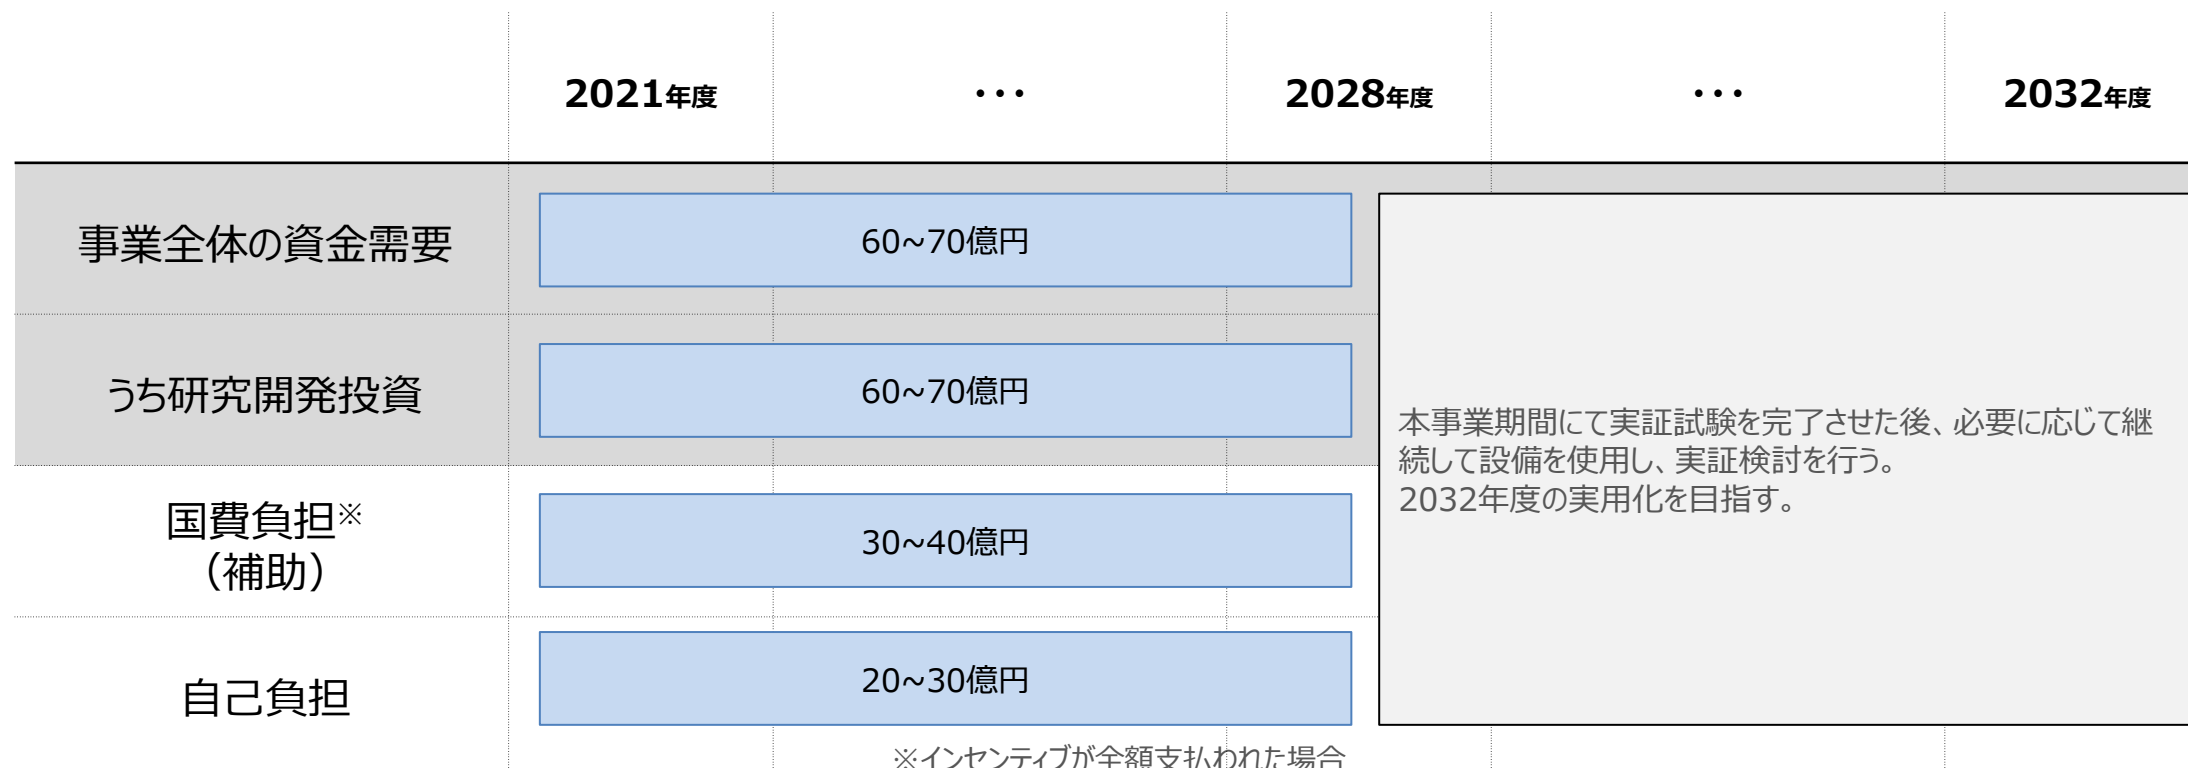 2021年度 ・・・ 2028年度 ・・・ 2032年度
事業全体の資金需要 60~70億円
うち研究開発投資 60~70億円
国費負担※
（補助）
30~40億円
自己負担 20~30億円
本事業期間にて実証試験を完了させた後、必要に応じて継
続して設備を使用し、実証検討を行う。
2032年度の実用化を目指す。
※インセンティブが全額支払われた場合